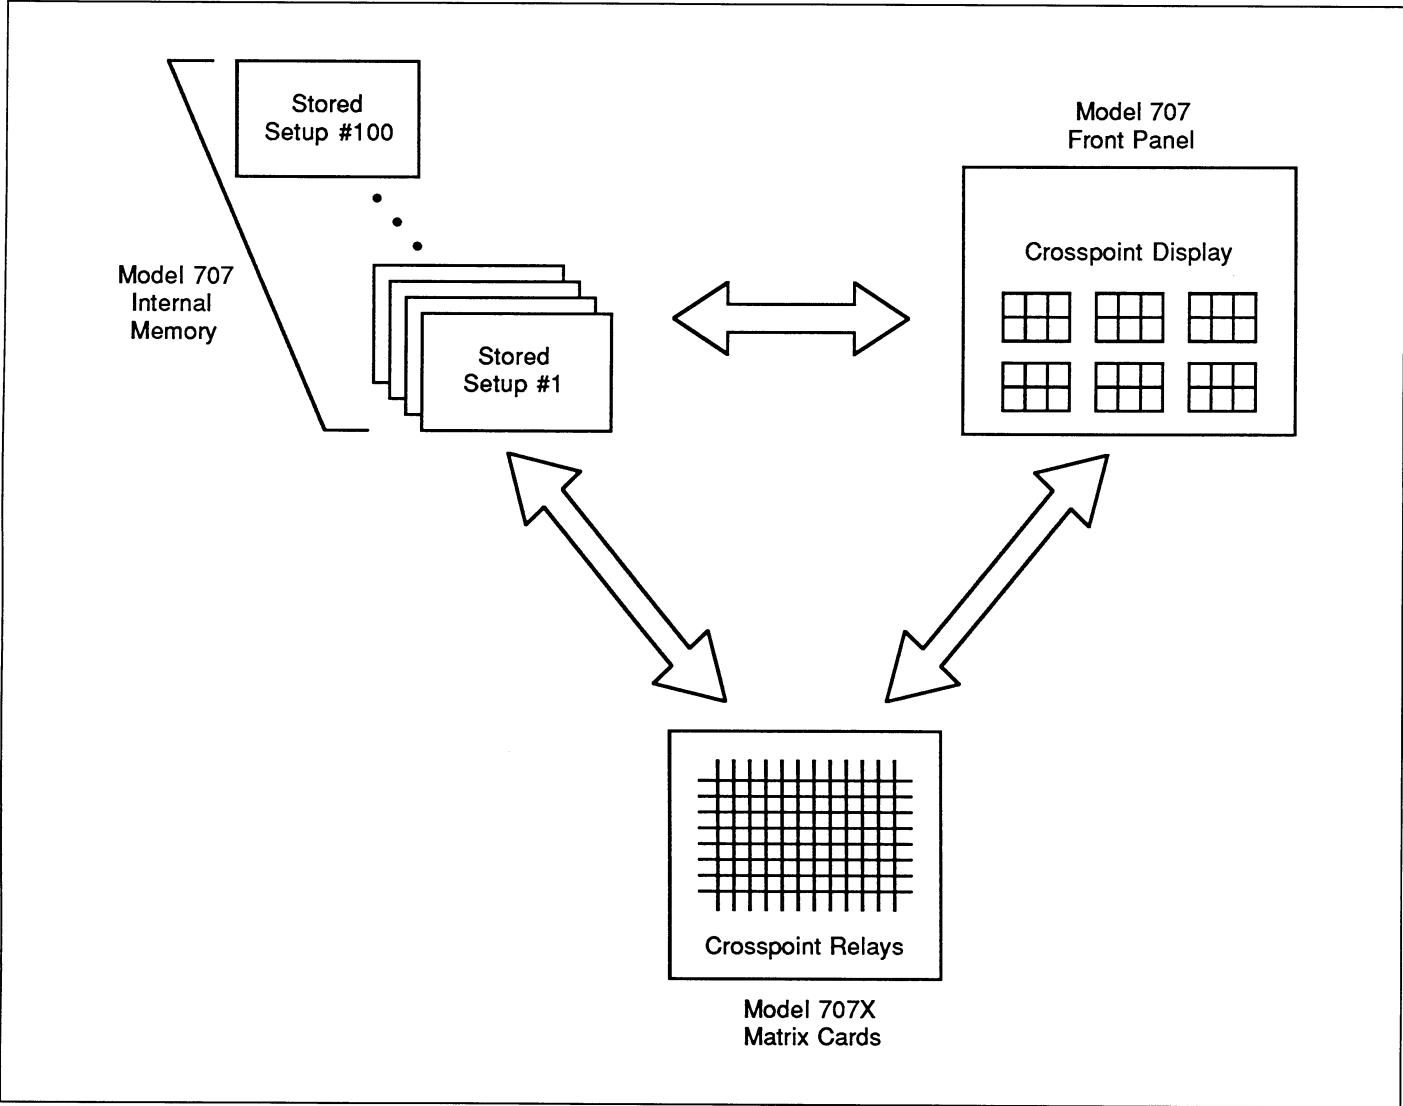 Stored
Setup #100
Model 707
Internal
Memory
Stored
Setup #1
Model 707
Front Panel
Crosspoint Display
Crosspoint Relays
Model 707X
Matrix Cards